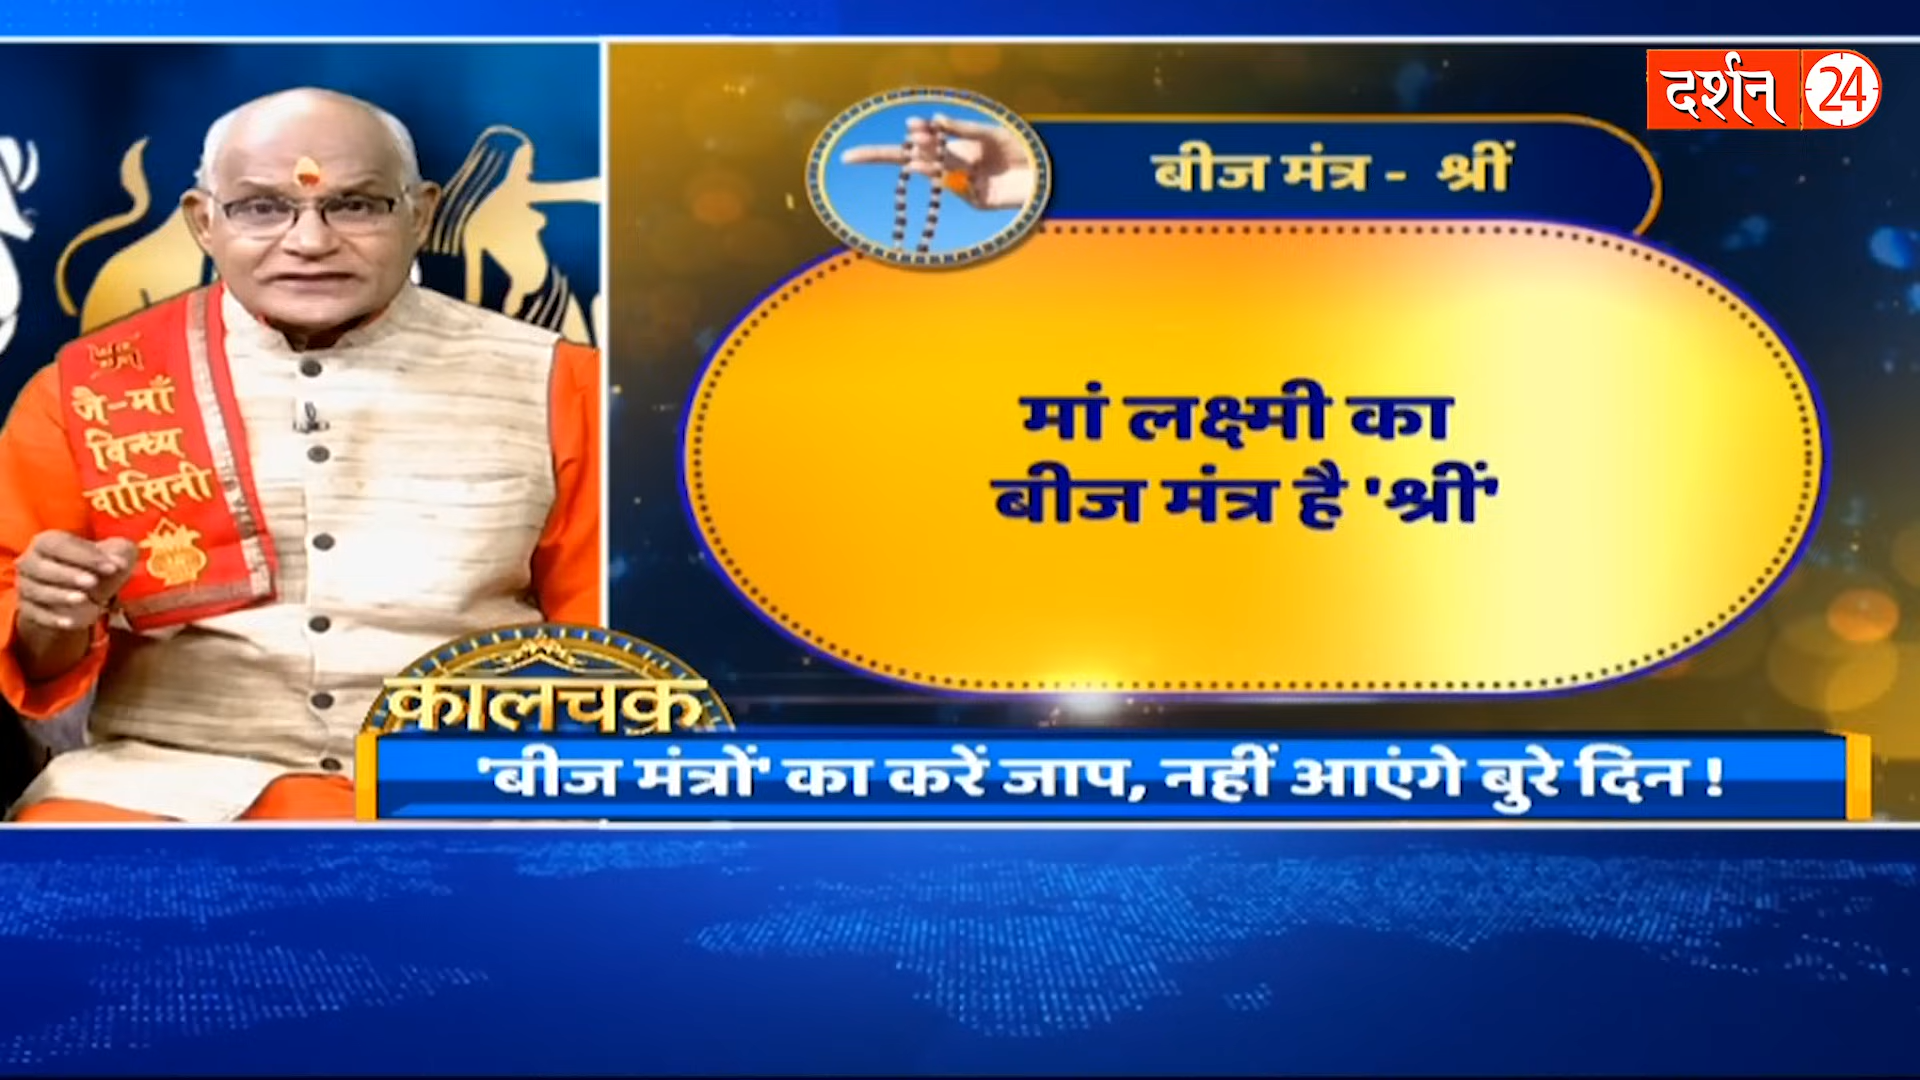 दर्शन 24
बीज मंत्र - श्रीं
मां लक्ष्मी का
बीज मंत्र है 'श्रीं'
जै-माँ
विन्ध्य
वासिनी
कालचक्र
'बीज मंत्रों' का करें जाप, नहीं आएंगे बुरे दिन !